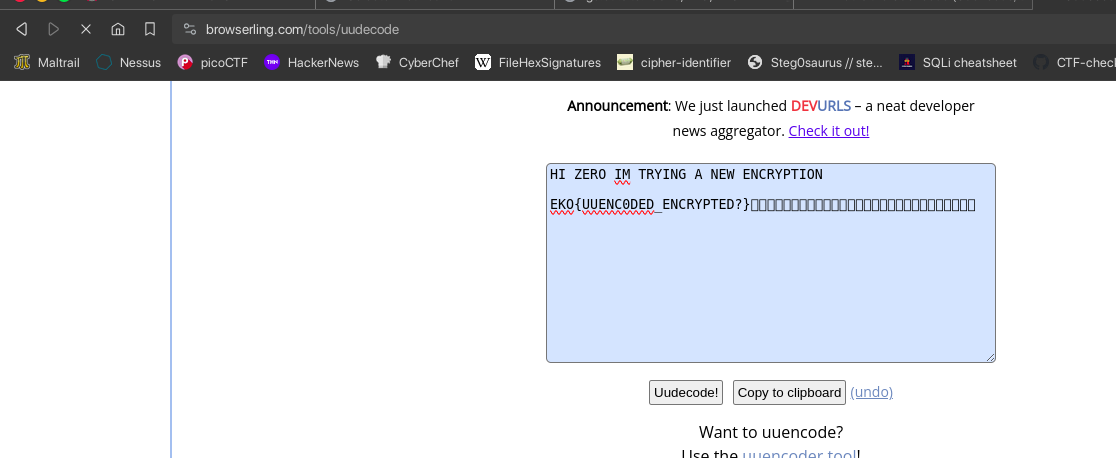 browserling.com/tools/uudecode
Maltrail Nessus picoCTF HackerNews CyberChef FileHexSignatures cipher-identifier Steg0saurus // ste... SQLi cheatsheet CTF-chec
Announcement: We just launched DEVURLS – a neat developer
news aggregator. Check it out!
HI ZERO IM TRYING A NEW ENCRYPTION
EKO{UUENC0DED_ENCRYPTED?}
Uudecode! Copy to clipboard (undo)
Want to uuencode?
Use the uuencoder tool!